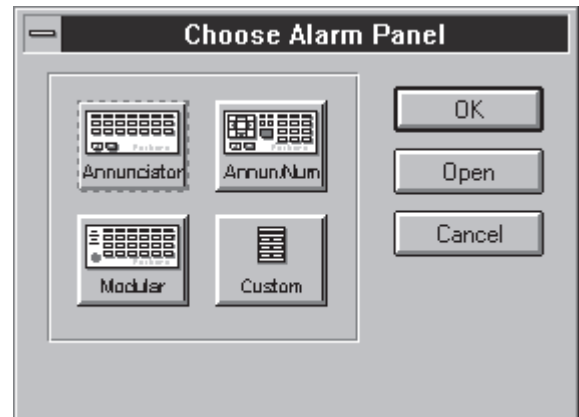 Choose Alarm Panel
OK
Open
Cancel
Annunciator
Annun/Num
Modular
Custom